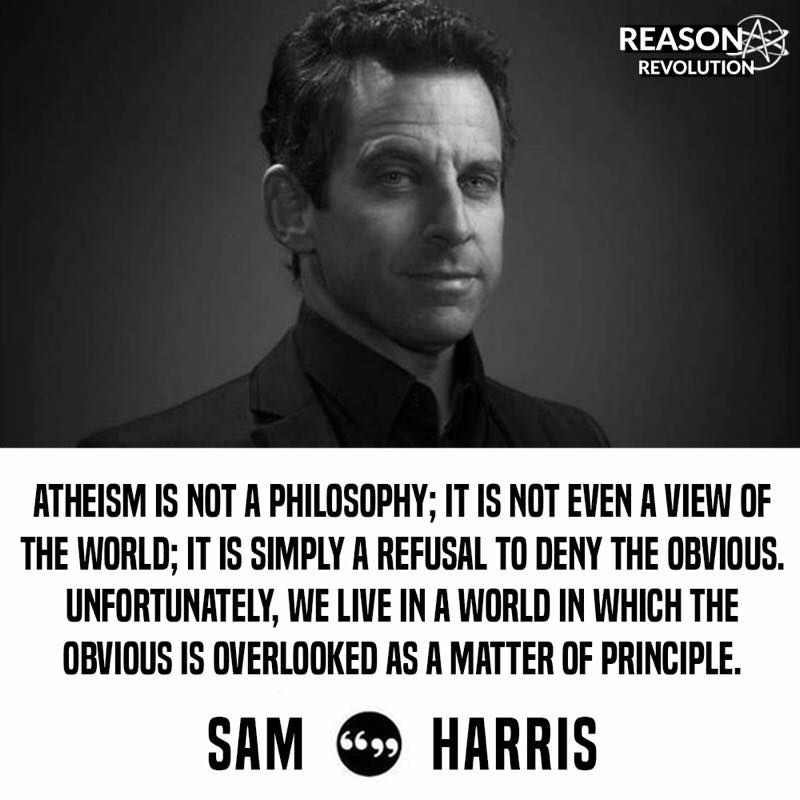 REASON
REVOLUTION
ATHEISM IS NOT A PHILOSOPHY; IT IS NOT EVEN A VIEW OF
THE WORLD; IT IS SIMPLY A REFUSAL TO DENY THE OBVIOUS.
UNFORTUNATELY, WE LIVE IN A WORLD IN WHICH THE
OBVIOUS IS OVERLOOKED AS A MATTER OF PRINCIPLE.
SAM “” HARRIS